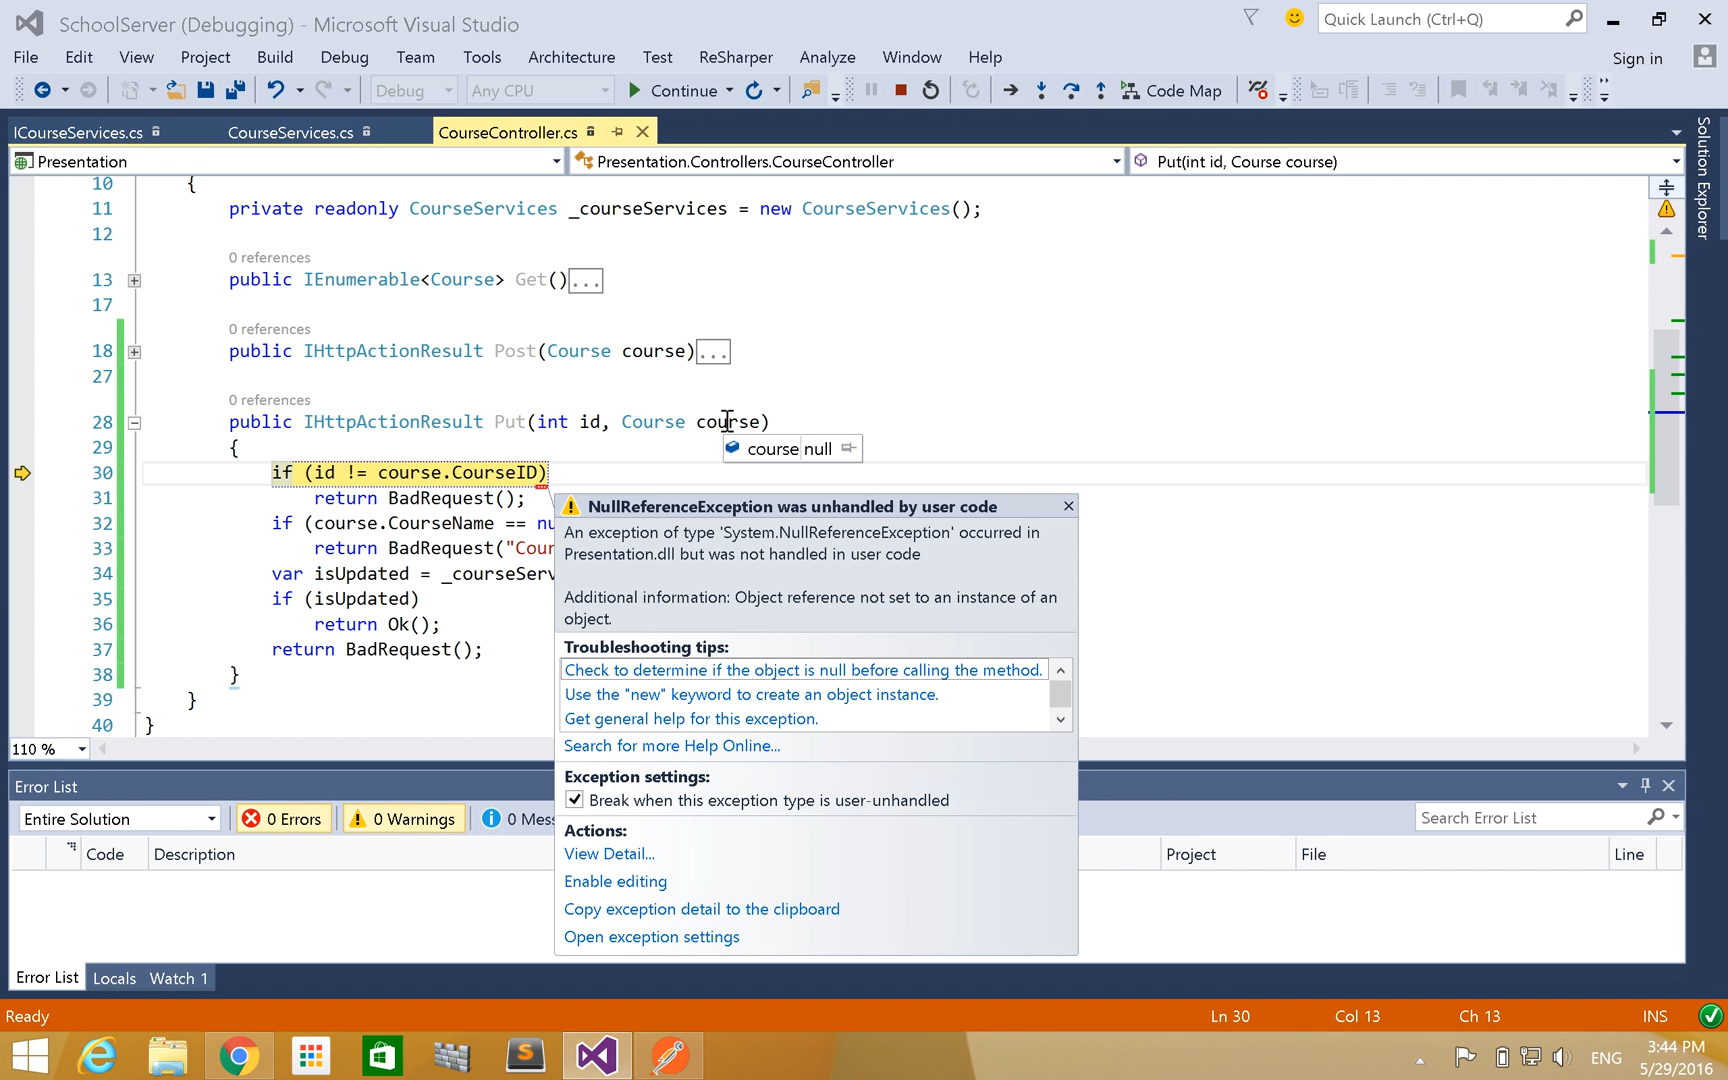 SchoolServer (Debugging) - Microsoft Visual Studio
Quick Launch (Ctrl+Q)
File Edit View Project Build Debug Team Tools Architecture Test ReSharper Analyze Window Help
Sign in
Debug Any CPU Continue Code Map
ICourseServices.cs CourseServices.cs CourseController.cs
Presentation Presentation.Controllers.CourseController Put(int id, Course course)
Solution Explorer
10 {
11 private readonly CourseServices _courseServices = new CourseServices();
12
0 references
13 public IEnumerable<Course> Get()...
17
0 references
18 public IHttpActionResult Post(Course course)...
27
0 references
28 public IHttpActionResult Put(int id, Course course)
29 {
course null
30 if (id != course.CourseID)
31 return BadRequest();
32 if (course.CourseName == nu
33 return BadRequest("Cour
34 var isUpdated = _courseServ
35 if (isUpdated)
36 return Ok();
37 return BadRequest();
38 }
39 }
40 }
NullReferenceException was unhandled by user code
An exception of type 'System.NullReferenceException' occurred in
Presentation.dll but was not handled in user code
Additional information: Object reference not set to an instance of an
object.
Troubleshooting tips:
Check to determine if the object is null before calling the method.
Use the "new" keyword to create an object instance.
Get general help for this exception.
Search for more Help Online...
Exception settings:
Break when this exception type is user-unhandled
Actions:
View Detail...
Enable editing
Copy exception detail to the clipboard
Open exception settings
110 %
Error List
Entire Solution 0 Errors 0 Warnings 0 Mess
Search Error List
Code Description Project File Line
Error List Locals Watch 1
Ready Ln 30 Col 13 Ch 13 INS
ENG
3:44 PM
5/29/2016